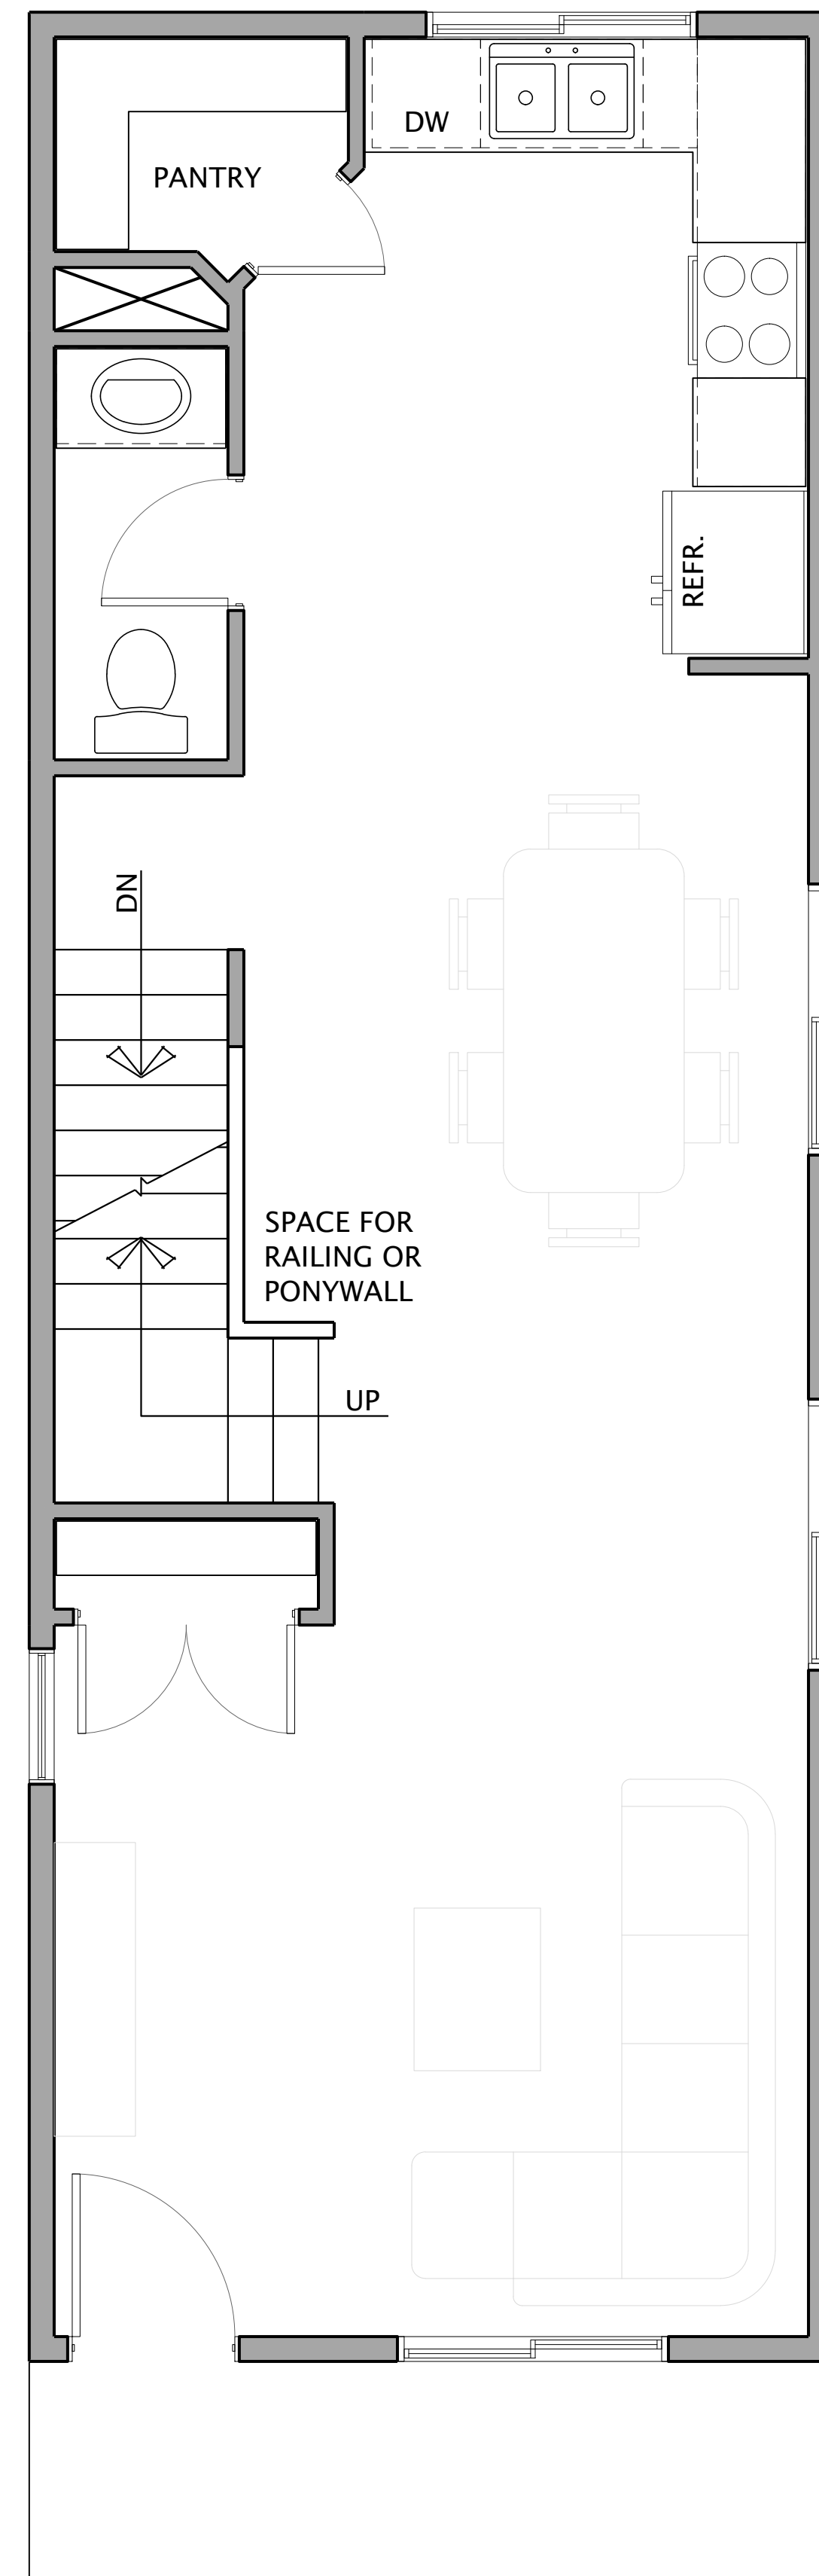 DW
PANTRY
REFR.
DN
SPACE FOR
RAILING OR
PONYWALL
UP